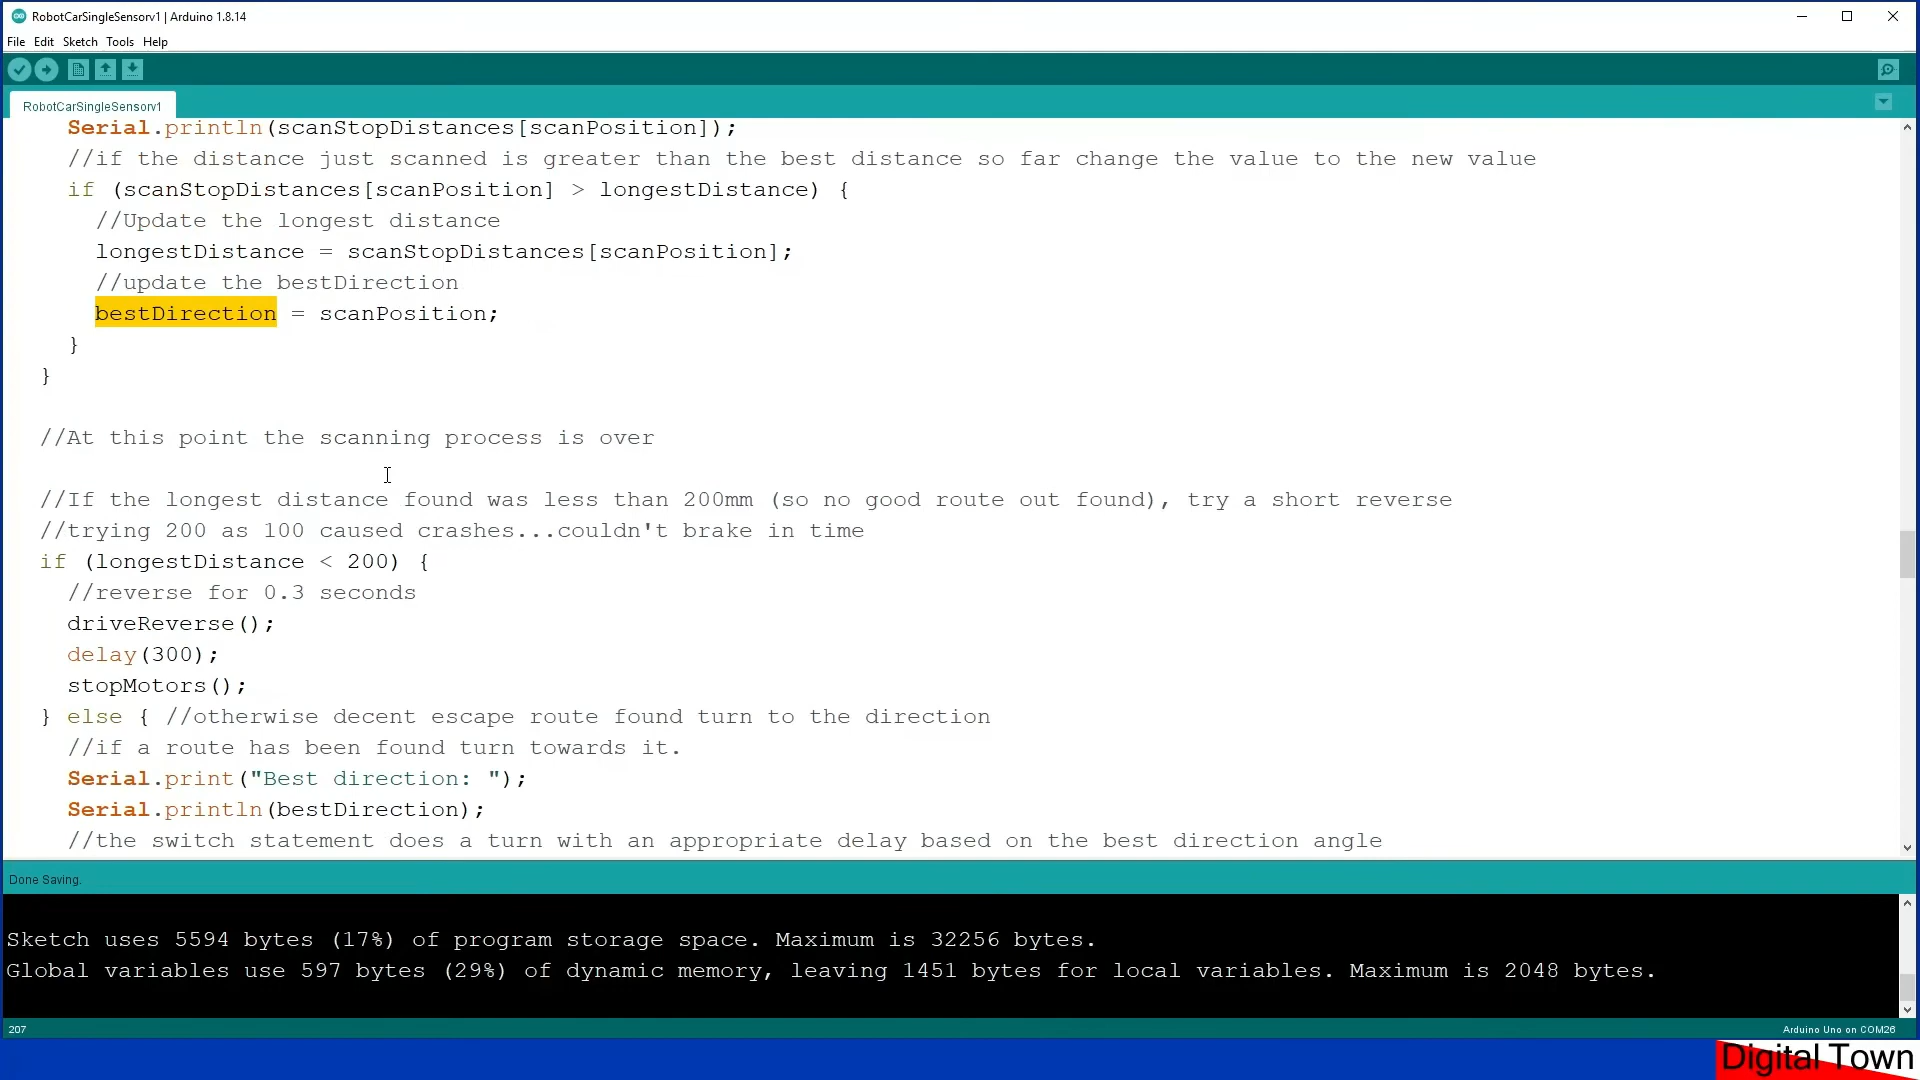 RobotCarSingleSensorv1 | Arduino 1.8.14
File Edit Sketch Tools Help
RobotCarSingleSensorv1
Serial.println(scanStopDistances[scanPosition]);
//if the distance just scanned is greater than the best distance so far change the value to the new value
if (scanStopDistances[scanPosition] > longestDistance) {
//Update the longest distance
longestDistance = scanStopDistances[scanPosition];
//update the bestDirection
bestDirection = scanPosition;
}
}
//At this point the scanning process is over
//If the longest distance found was less than 200mm (so no good route out found), try a short reverse
//trying 200 as 100 caused crashes...couldn't brake in time
if (longestDistance < 200) {
//reverse for 0.3 seconds
driveReverse();
delay(300);
stopMotors();
} else { //otherwise decent escape route found turn to the direction
//if a route has been found turn towards it.
Serial.print("Best direction: ");
Serial.println(bestDirection);
//the switch statement does a turn with an appropriate delay based on the best direction angle
Done Saving.
Sketch uses 5594 bytes (17%) of program storage space. Maximum is 32256 bytes.
Global variables use 597 bytes (29%) of dynamic memory, leaving 1451 bytes for local variables. Maximum is 2048 bytes.
207
Arduino Uno on COM26
Digital Town